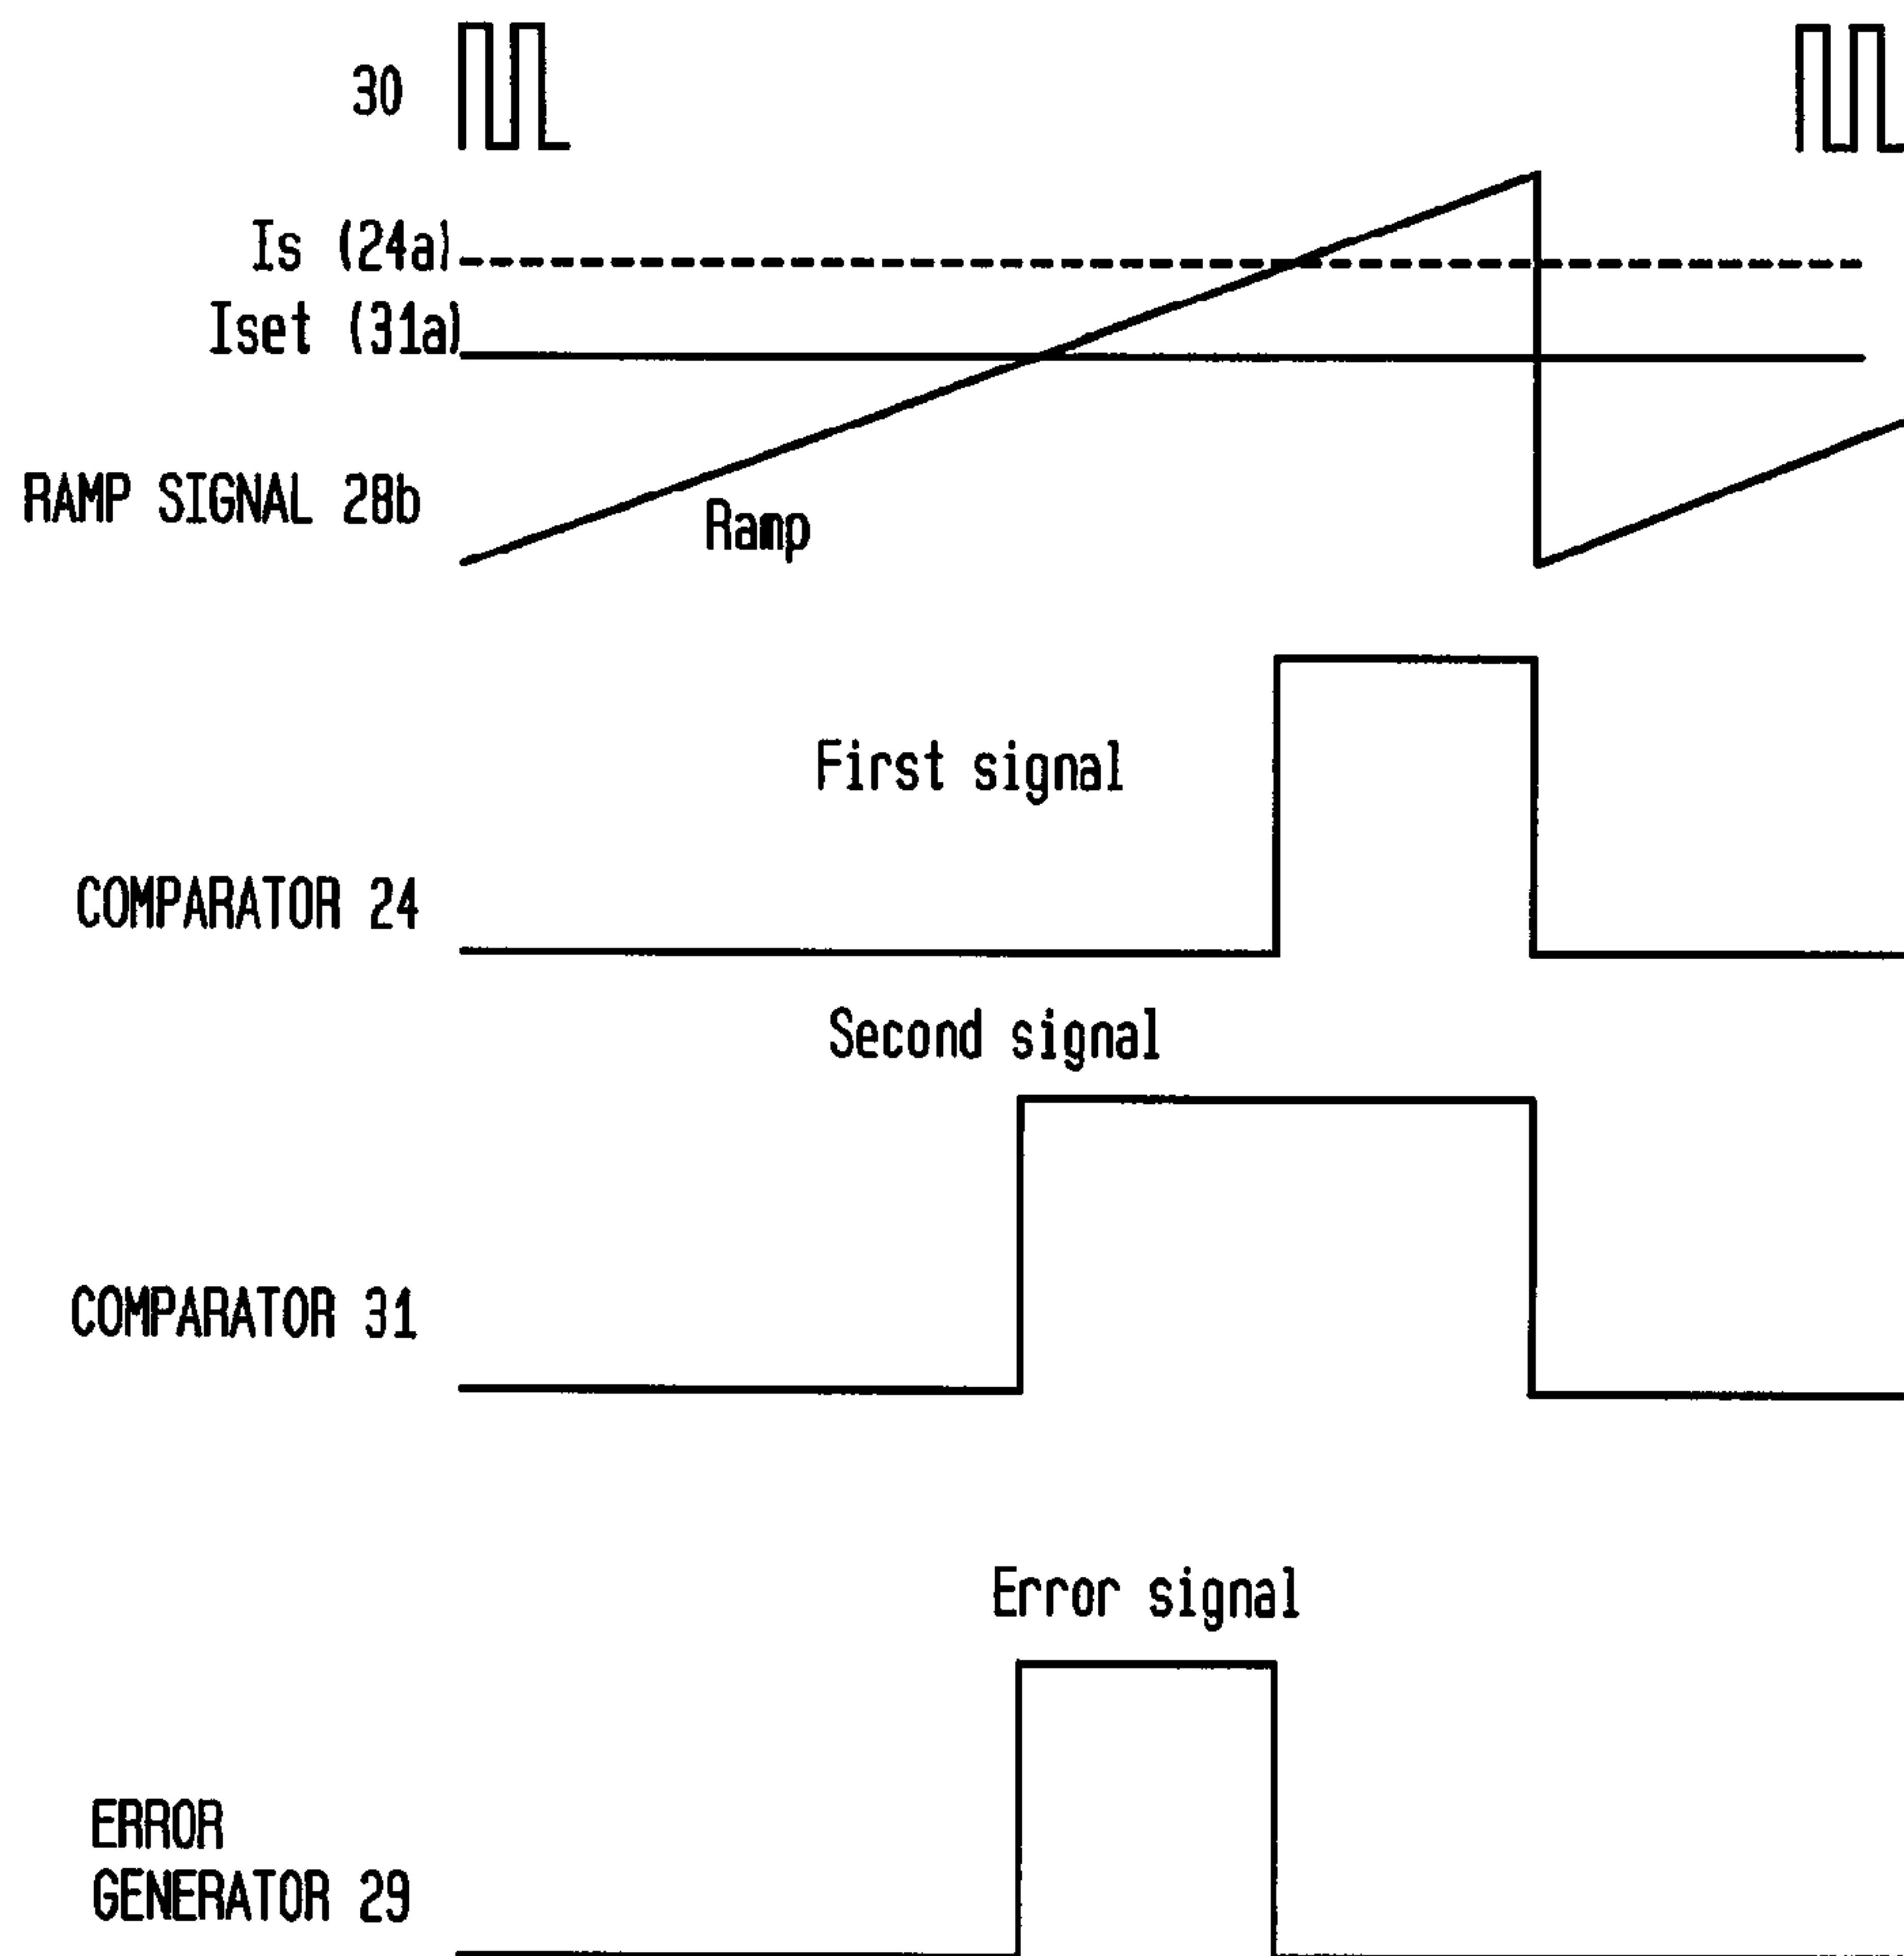 30
Is (24a)
Iset (31a)
RAMP SIGNAL 28b
Ramp
First signal
COMPARATOR 24
Second signal
COMPARATOR 31
Error signal
ERROR
GENERATOR 29